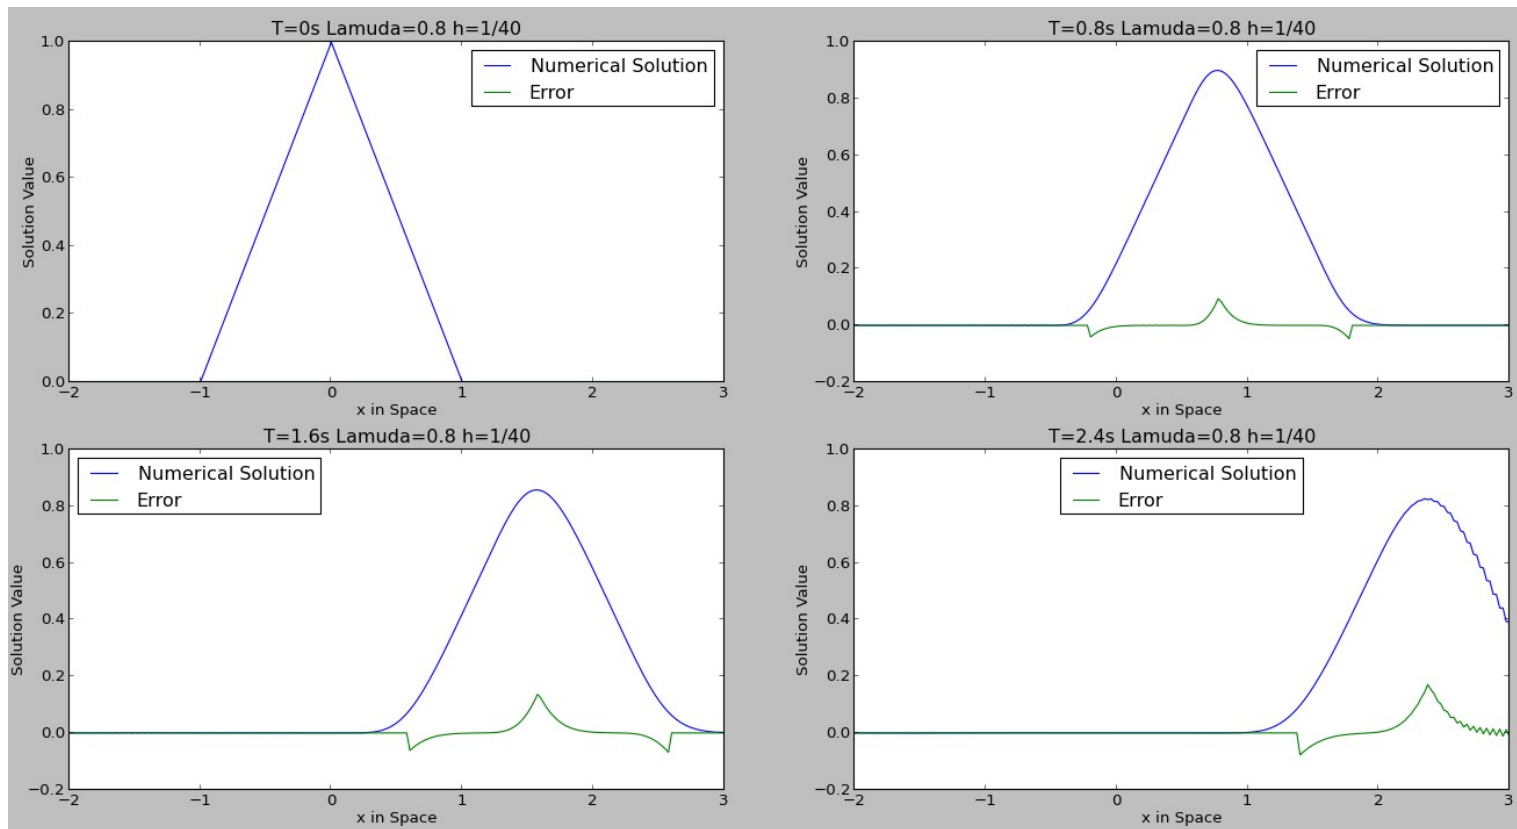 T=0s Lamuda=0.8 h=1/40
1.0
0.8
0.6
0.4
0.2
0.0
Solution Value
Numerical Solution
Error
−2 −1 0 1 2 3
x in Space
T=0.8s Lamuda=0.8 h=1/40
1.0
0.8
0.6
0.4
0.2
0.0
−0.2
Solution Value
Numerical Solution
Error
−2 −1 0 1 2 3
x in Space
T=1.6s Lamuda=0.8 h=1/40
1.0
0.8
0.6
0.4
0.2
0.0
−0.2
Solution Value
Numerical Solution
Error
−2 −1 0 1 2 3
x in Space
T=2.4s Lamuda=0.8 h=1/40
1.0
0.8
0.6
0.4
0.2
0.0
−0.2
Solution Value
Numerical Solution
Error
−2 −1 0 1 2 3
x in Space